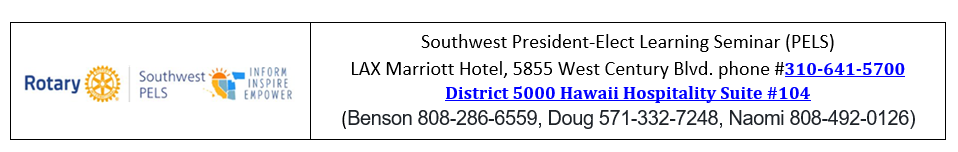 Rotary
Southwest
PELS
INFORM
INSPIRE
EMPOWER
Southwest President-Elect Learning Seminar (PELS)
LAX Marriott Hotel, 5855 West Century Blvd. phone #310-641-5700
District 5000 Hawaii Hospitality Suite #104
(Benson 808-286-6559, Doug 571-332-7248, Naomi 808-492-0126)